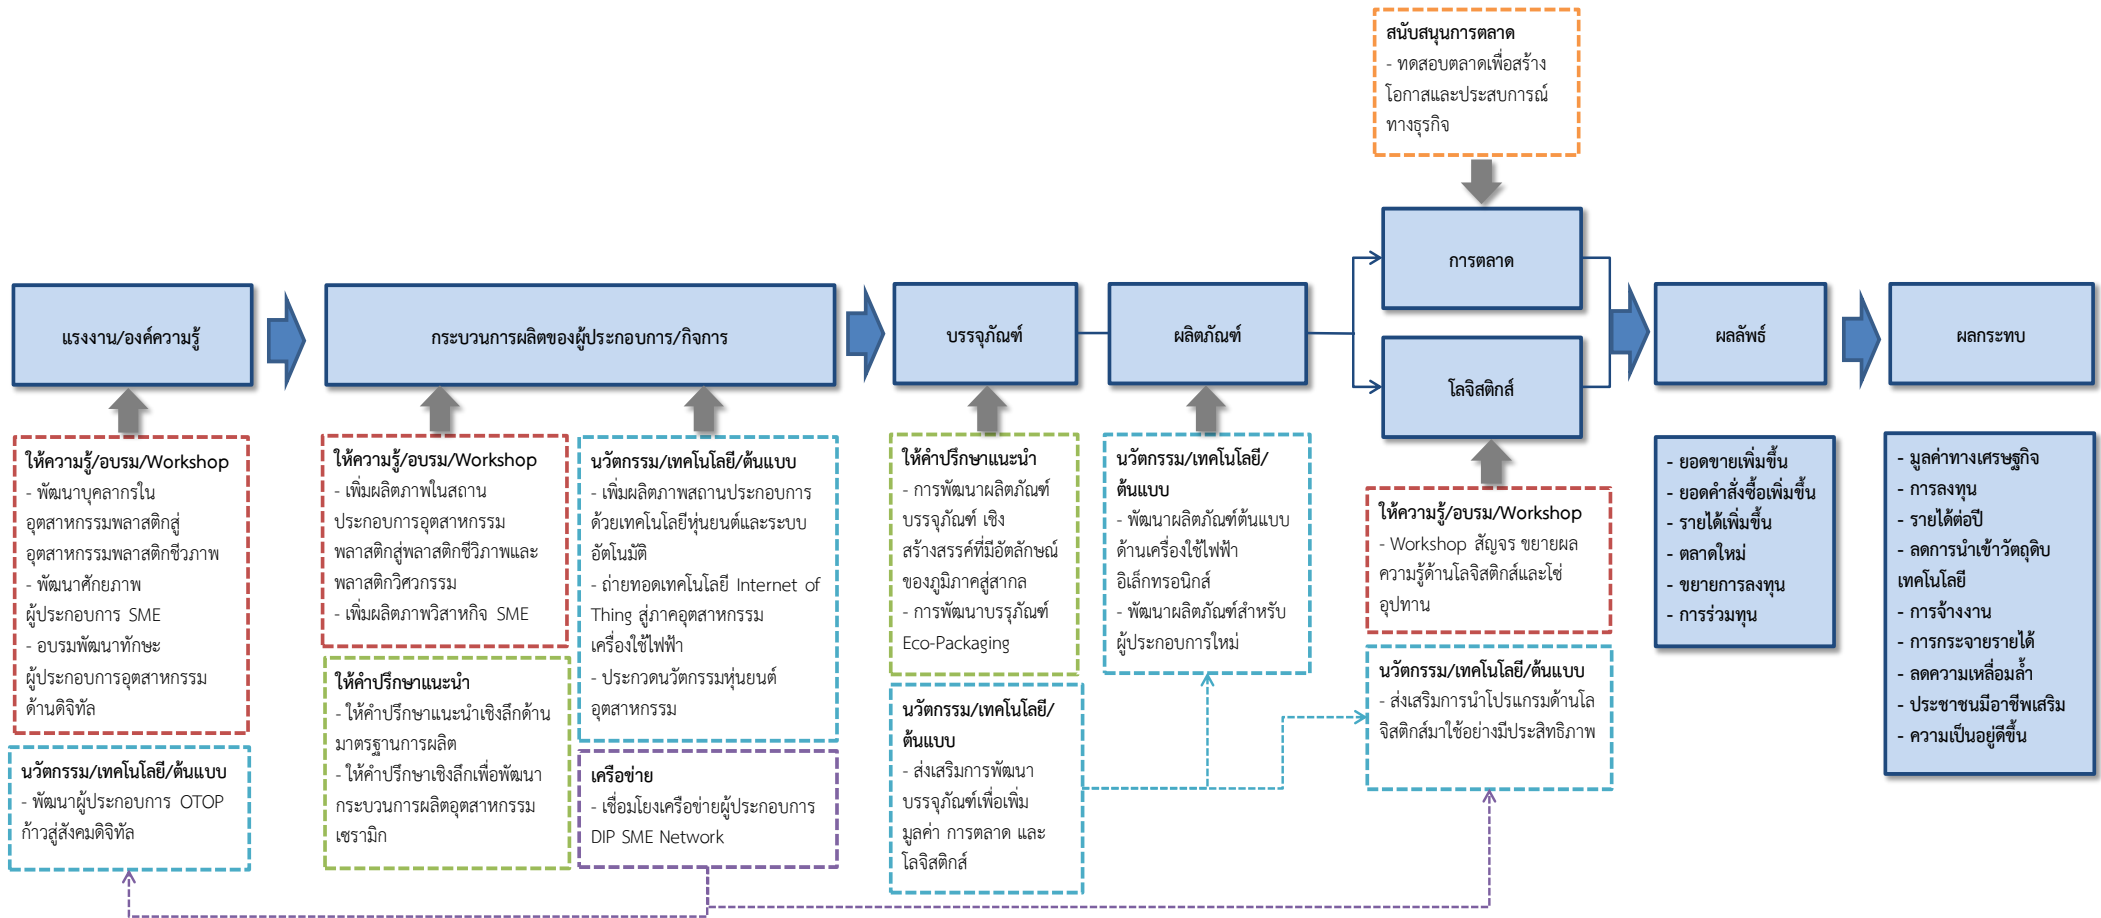 สนับสนุนการตลาด
- ทดสอบตลาดเพื่อสร้าง
โอกาสและประสบการณ์
ทางธุรกิจ
การตลาด
แรงงาน/องค์ความรู้
กระบวนการผลิตของผู้ประกอบการ/กิจการ
บรรจุภัณฑ์
ผลิตภัณฑ์
โลจิสติกส์
ผลลัพธ์
ผลกระทบ
ให้ความรู้/อบรม/Workshop
- พัฒนาบุคลากรใน
อุตสาหกรรมพลาสติกสู่
อุตสาหกรรมพลาสติกชีวภาพ
- พัฒนาศักยภาพ
ผู้ประกอบการ SME
- อบรมพัฒนาทักษะ
ผู้ประกอบการอุตสาหกรรม
ด้านดิจิทัล
นวัตกรรม/เทคโนโลยี/ต้นแบบ
- พัฒนาผู้ประกอบการ OTOP
ก้าวสู่สังคมดิจิทัล
ให้ความรู้/อบรม/Workshop
- เพิ่มผลิตภาพในสถาน
ประกอบการอุตสาหกรรม
พลาสติกสู่พลาสติกชีวิภาพและ
พลาสติกวิศวกรรม
- เพิ่มผลิตภาพวิสาหกิจ SME
ให้คำปรึกษาแนะนำ
- ให้คำปรึกษาแนะนำเชิงลึกด้าน
มาตรฐานการผลิต
- ให้คำปรึกษาเชิงลึกเพื่อพัฒนา
กระบวนการผลิตอุตสาหกรรม
เซรามิก
นวัตกรรม/เทคโนโลยี/ต้นแบบ
- เพิ่มผลิตภาพสถานประกอบการ
ด้วยเทคโนโลยีหุ่นยนต์และระบบ
อัตโนมัติ
- ถ่ายทอดเทคโนโลยี Internet of
Thing สู่ภาคอุตสาหกรรม
เครื่องใช้ไฟฟ้า
- ประกวดนวัตกรรมหุ่นยนต์
อุตสาหกรรม
เครือข่าย
- เชื่อมโยงเครือข่ายผู้ประกอบการ
DIP SME Network
ให้คำปรึกษาแนะนำ
- การพัฒนาผลิตภัณฑ์
บรรจุภัณฑ์ เชิง
สร้างสรรค์ที่มีอัตลักษณ์
ของภูมิภาคสู่สากล
- การพัฒนาบรรุภัณฑ์
Eco-Packaging
นวัตกรรม/เทคโนโลยี/
ต้นแบบ
- ส่งเสริมการพัฒนา
บรรจุภัณฑ์เพื่อเพิ่ม
มูลค่า การตลาด และ
โลจิสติกส์
นวัตกรรม/เทคโนโลยี/
ต้นแบบ
- พัฒนาผลิตภัณฑ์ต้นแบบ
ด้านเครื่องใช้ไฟฟ้า
อิเล็กทรอนิกส์
- พัฒนาผลิตภัณฑ์สำหรับ
ผู้ประกอบการใหม่
ให้ความรู้/อบรม/Workshop
- Workshop สัญจร ขยายผล
ความรู้ด้านโลจิสติกส์และโซ่
อุปทาน
นวัตกรรม/เทคโนโลยี/ต้นแบบ
- ส่งเสริมการนำโปรแกรมด้านโล
จิสติกส์มาใช้อย่างมีประสิทธิภาพ
- ยอดขายเพิ่มขึ้น
- ยอดคำสั่งซื้อเพิ่มขึ้น
- รายได้เพิ่มขึ้น
- ตลาดใหม่
- ขยายการลงทุน
- การร่วมทุน
- มูลค่าทางเศรษฐกิจ
- การลงทุน
- รายได้ต่อปี
- ลดการนำเข้าวัตถุดิบ
เทคโนโลยี
- การจ้างงาน
- การกระจายรายได้
- ลดความเหลื่อมล้ำ
- ประชาชนมีอาชีพเสริม
- ความเป็นอยู่ดีขึ้น